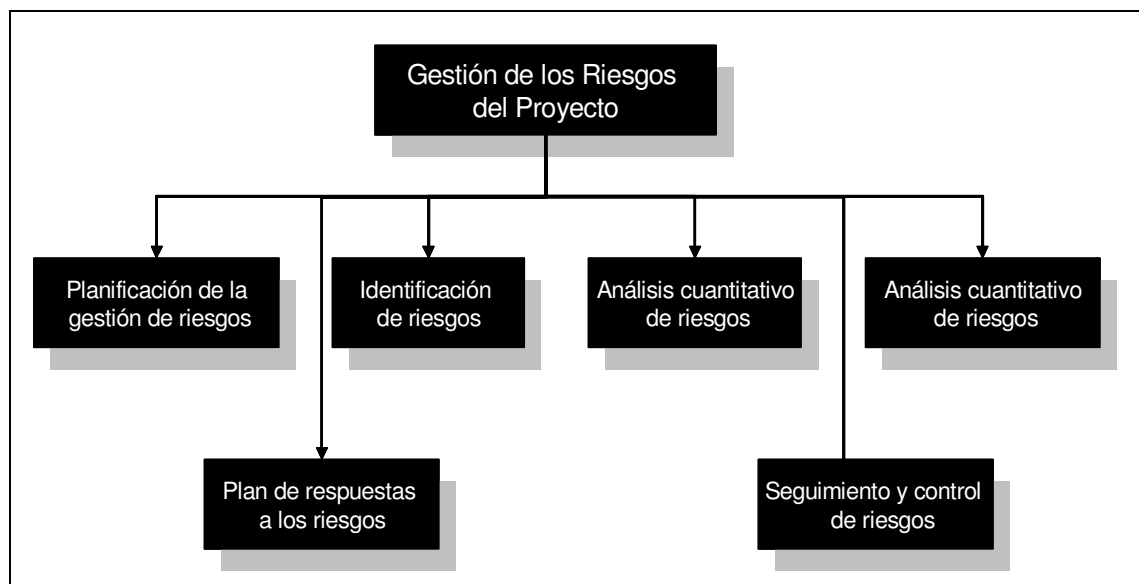 Gestión de los Riesgos
del Proyecto
Planificación de la
gestión de riesgos
Identificación
de riesgos
Análisis cuantitativo
de riesgos
Análisis cuantitativo
de riesgos
Plan de respuestas
a los riesgos
Seguimiento y control
de riesgos